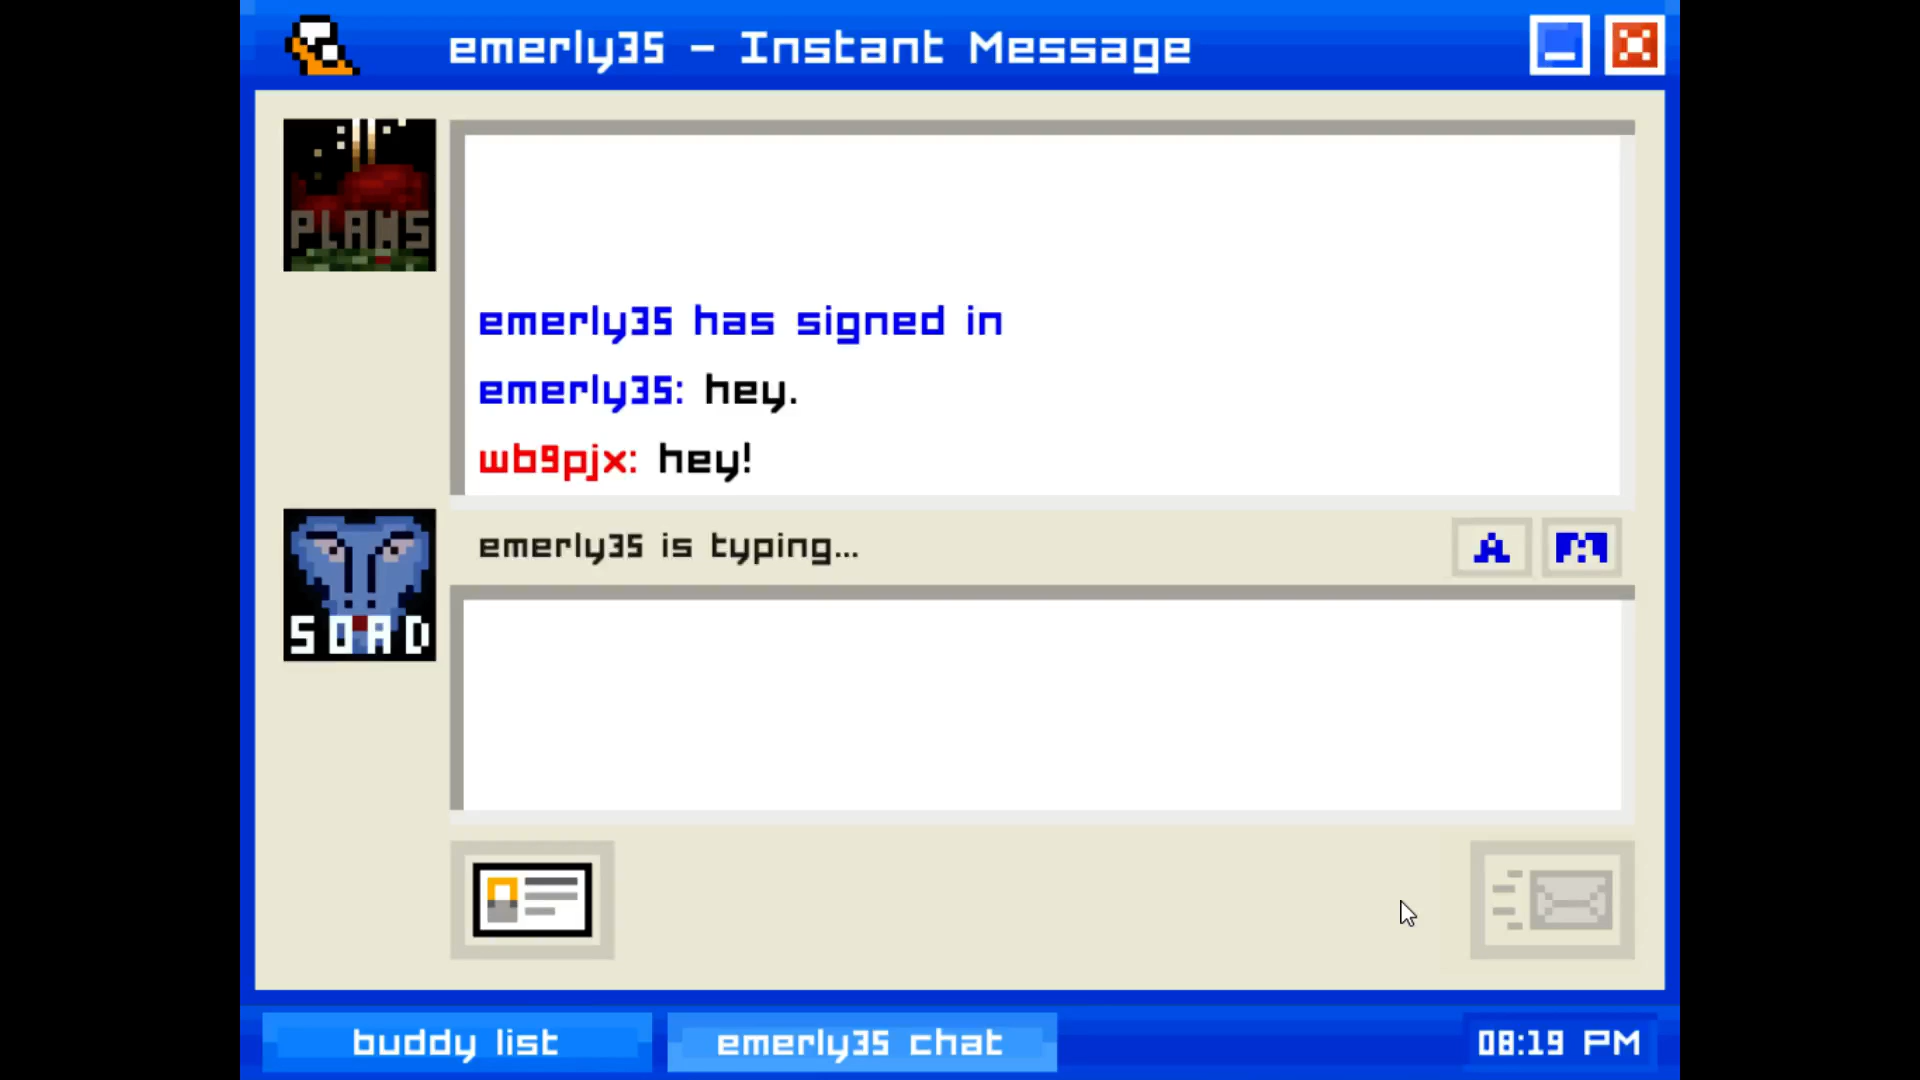 emerly35 - Instant Message
PLANS
emerly35 has signed in
emerly35: hey.
wb9pjx: hey!
SOAD
emerly35 is typing...
A
buddy list
emerly35 chat
08:19 PM